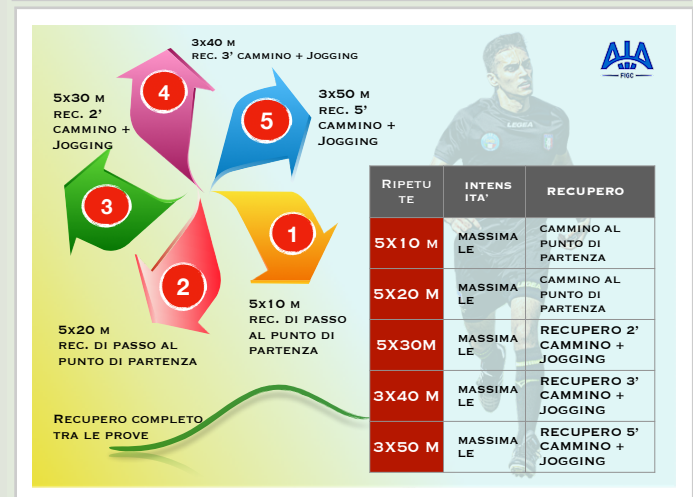 3x40 m
rec. 3' cammino + Jogging
4
5
5x30 m
rec. 2'
cammino +
Jogging
3x50 m
rec. 5'
cammino +
Jogging
3
2
1
5x20 m
rec. di passo al
punto di partenza
5x10 m
rec. di passo
al punto di
partenza
Recupero completo
tra le prove
AIA
FIGC
LEGEA
Ripetu
te
intens
ita'
recupero
5x10 m
massima
le
cammino al
punto di
partenza
5x20 m
massima
le
cammino al
punto di
partenza
5x30m
massima
le
recupero 2'
cammino +
jogging
3x40 m
massima
le
recupero 3'
cammino +
jogging
3x50 m
massima
le
recupero 5'
cammino +
jogging